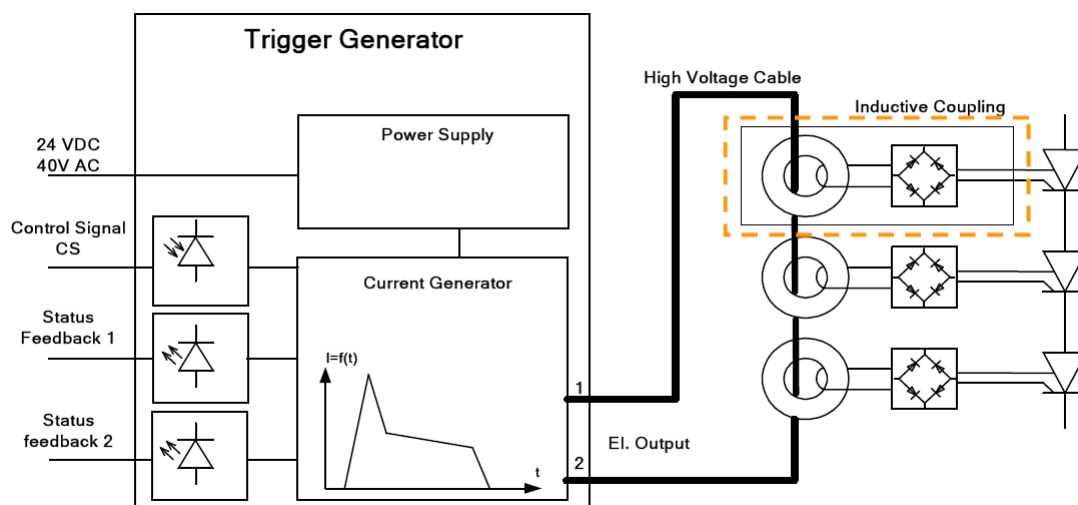 Trigger Generator
High Voltage Cable
Inductive Coupling
Power Supply
24 VDC
40V AC
Control Signal
CS
Current Generator
Status
Feedback 1
I=f(t)
1
Status
feedback 2
El. Output
t
2